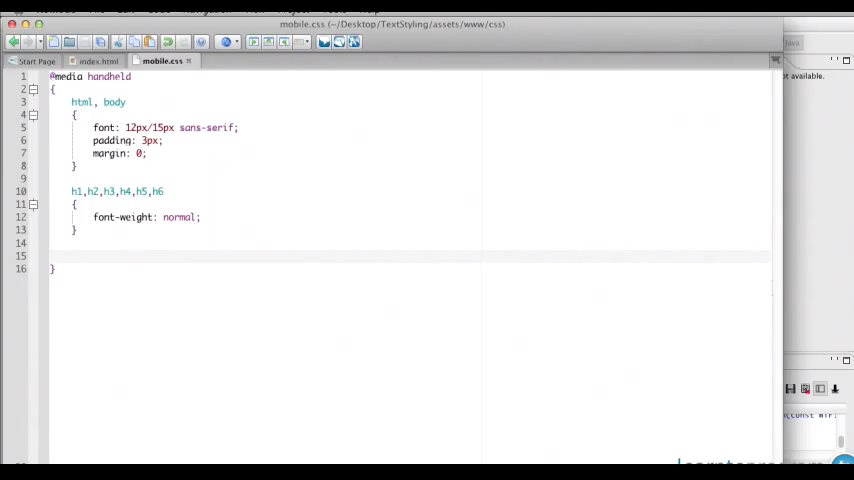 mobile.css (~/Desktop/TextStyling/assets/www/css)
Start Page
index.html
mobile.css
Java
ot available.
1 @media handheld
2 {
3 html, body
4 {
5 font: 12px/15px sans-serif;
6 padding: 3px;
7 margin: 0;
8 }
9
10 h1,h2,h3,h4,h5,h6
11 {
12 font-weight: normal;
13 }
14
15
16 }